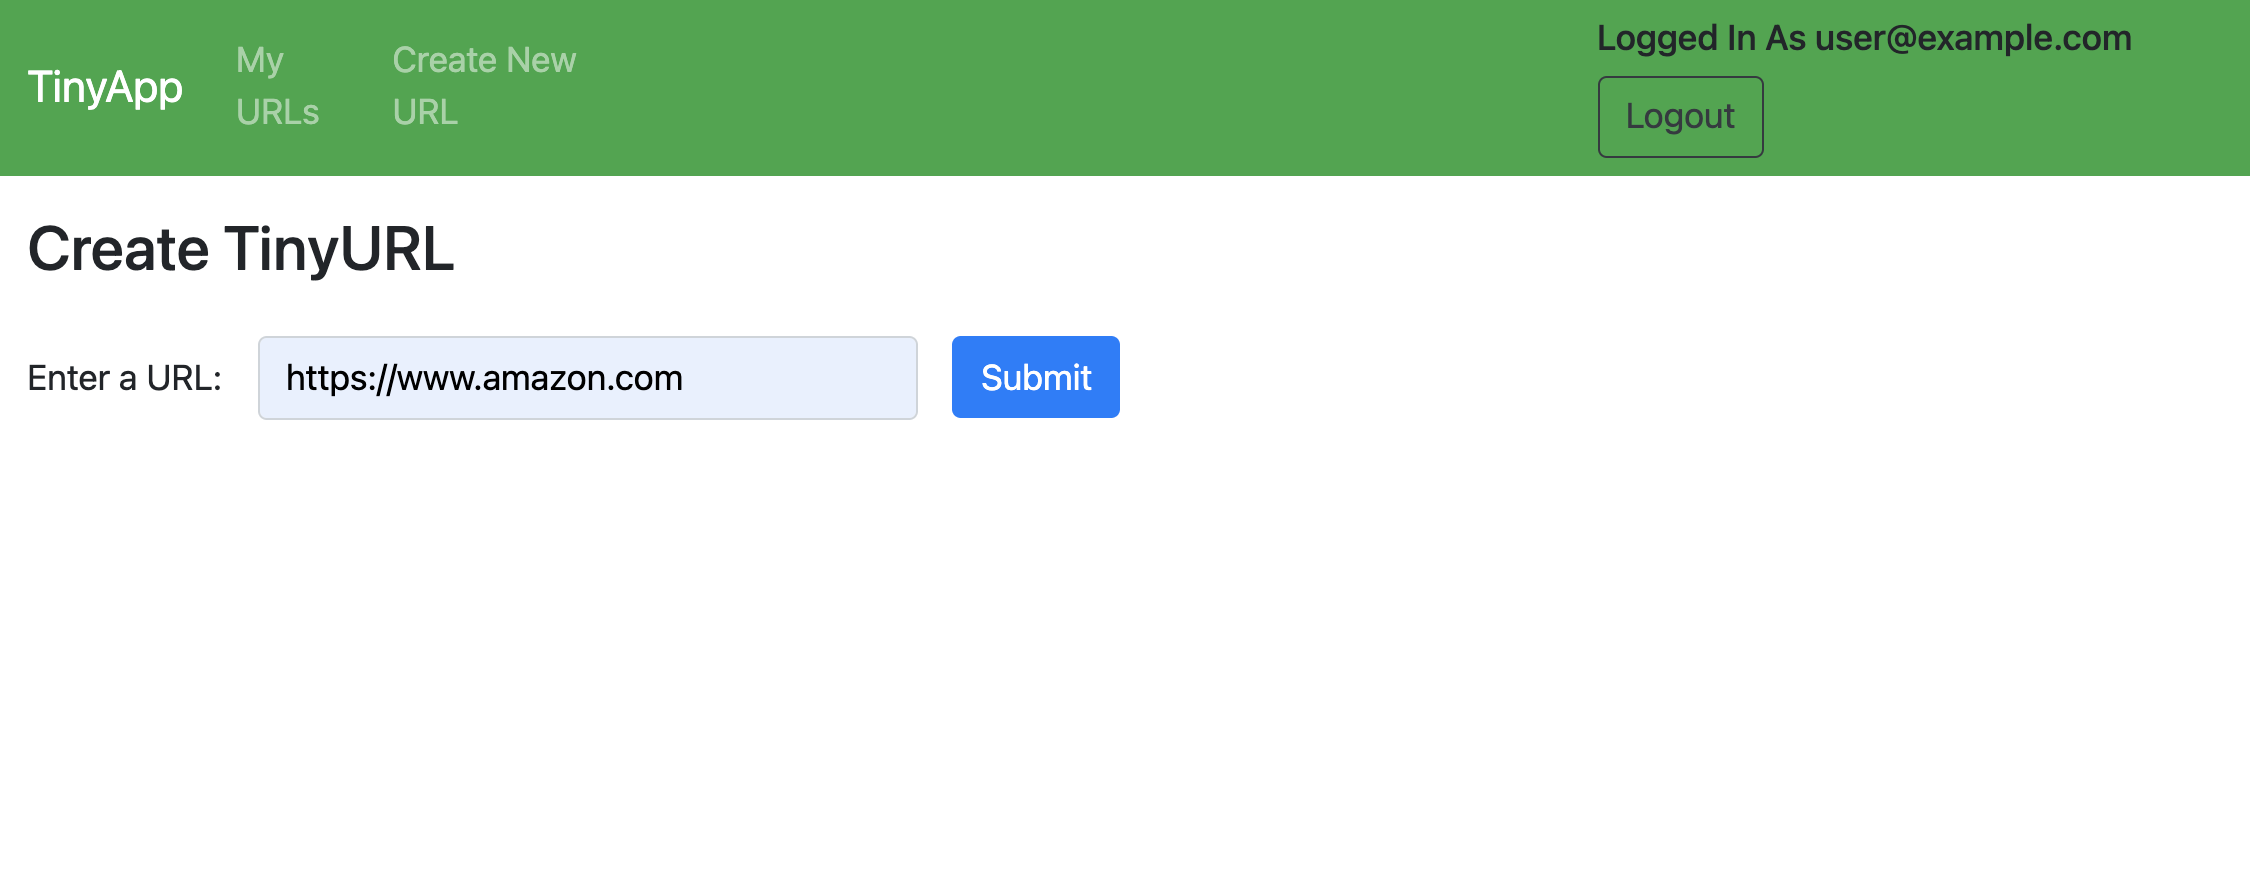 TinyApp
My
URLs
Create New
URL
Logged In As user@example.com
Logout
Create TinyURL
Enter a URL: https://www.amazon.com Submit